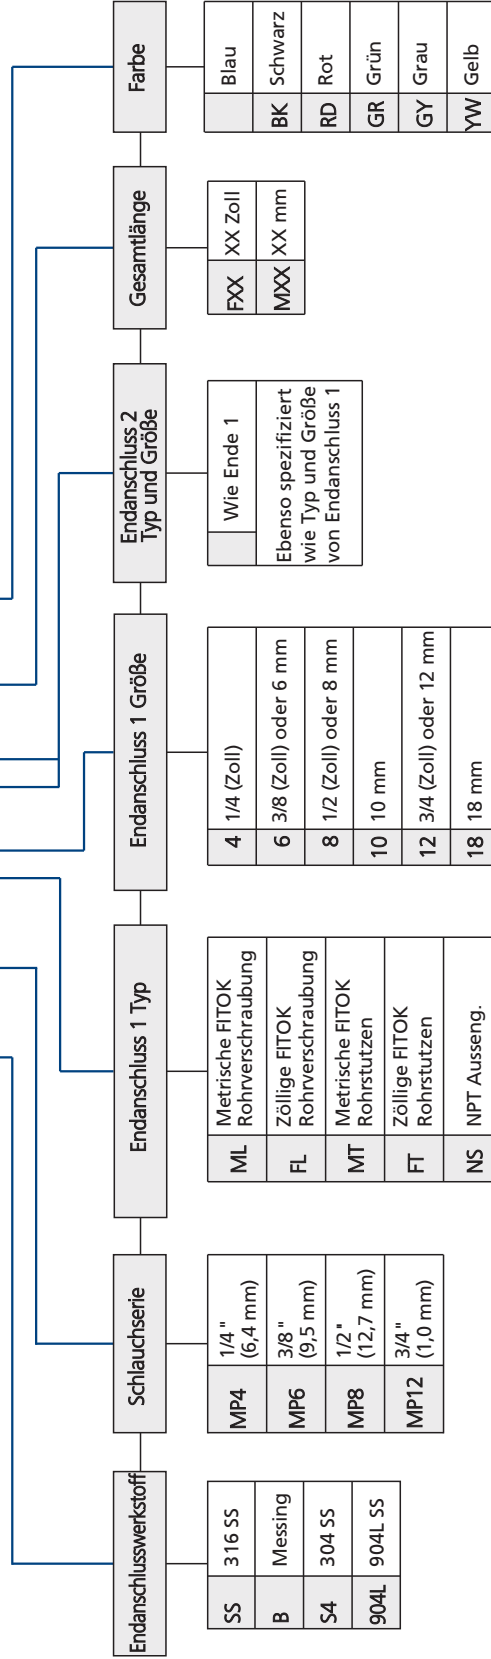 Endanschlusswerkstoff
SS 316 SS
B Messing
S4 304 SS
904L 904L SS
Schlauchserie
MP4 1/4 "
(6,4 mm)
MP6 3/8 "
(9,5 mm)
MP8 1/2 "
(12,7 mm)
MP12 3/4 "
(1,0 mm)
Endanschluss 1 Typ
ML Metrische FITOK
Rohrverschraubung
FL Zöllige FITOK
Rohrverschraubung
MT Metrische FITOK
Rohrstutzen
FT Zöllige FITOK
Rohrstutzen
NS NPT Ausseng.
Endanschluss 1 Größe
4 1/4 (Zoll)
6 3/8 (Zoll) oder 6 mm
8 1/2 (Zoll) oder 8 mm
10 10 mm
12 3/4 (Zoll) oder 12 mm
18 18 mm
Endanschluss 2
Typ und Größe
Wie Ende 1
Ebenso spezifiziert
wie Typ und Größe
von Endanschluss 1
Gesamtlänge
FXX XX Zoll
MXX XX mm
Farbe
Blau
BK Schwarz
RD Rot
GR Grün
GY Grau
YW Gelb